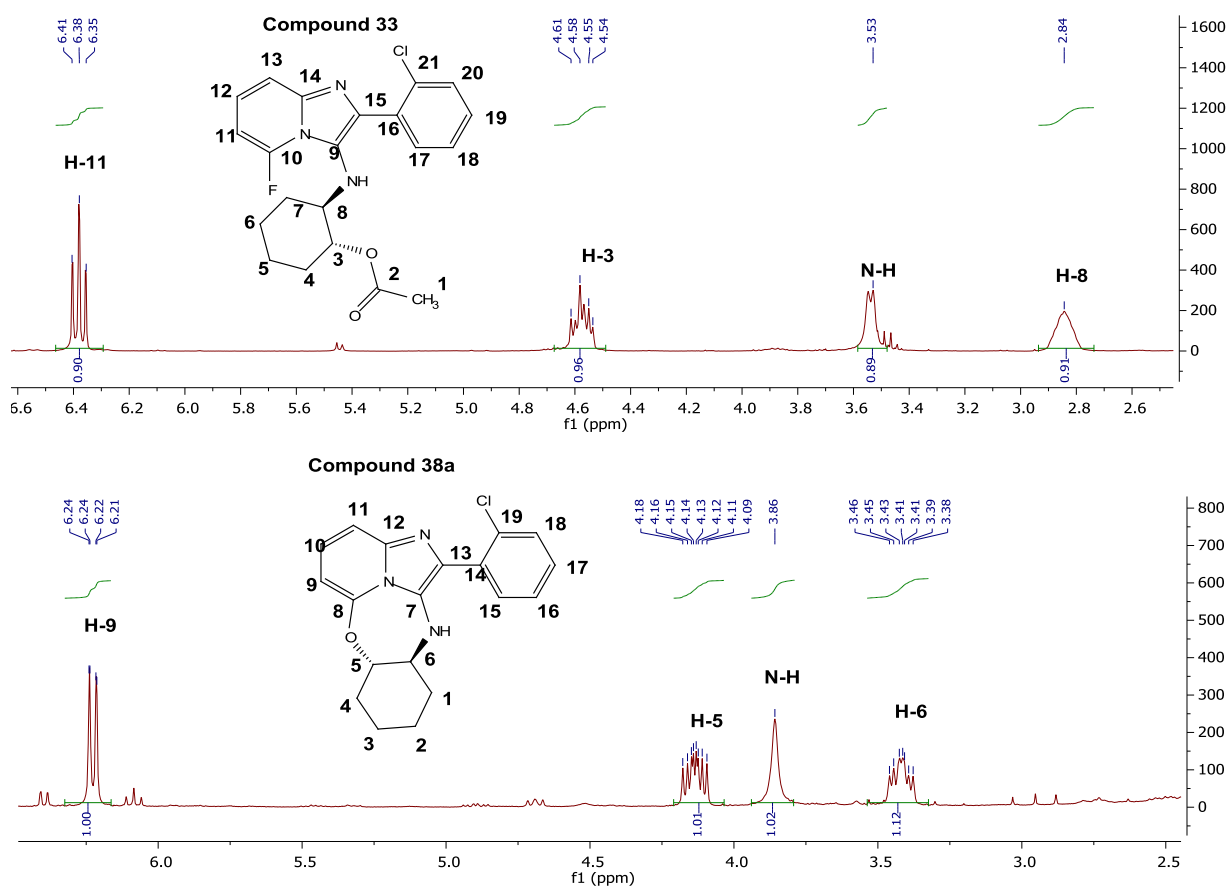 Compound 33
6.41 6.38 6.35 4.61 4.58 4.55 4.54 3.53 2.84
Cl
13 14 N 21 20
12 15 19
11 N 16
10 9 17 18
F NH
7 8
6
5 4 3 O
2 1
O CH3
H-11 H-3 N-H H-8
0.90 0.96 0.89 0.91
1600
1400
1200
1000
800
600
400
200
0
6.6 6.4 6.2 6.0 5.8 5.6 5.4 5.2 5.0 4.8 4.6 4.4 4.2 4.0 3.8 3.6 3.4 3.2 3.0 2.8 2.6
f1 (ppm)
Compound 38a
6.24 6.24 6.22 6.21 4.18 4.16 4.15 4.14 4.13 4.12 4.11 4.09 3.86 3.46 3.45 3.43 3.41 3.41 3.39 3.38
Cl
11 12 N 19 18
10 13 17
9 N 14
8 7 15 16
O NH
5 6
4 1
3 2
H-9 H-5 N-H H-6
1.00 1.01 1.02 1.12
800
700
600
500
400
300
200
100
0
6.0 5.5 5.0 4.5 4.0 3.5 3.0 2.5
f1 (ppm)